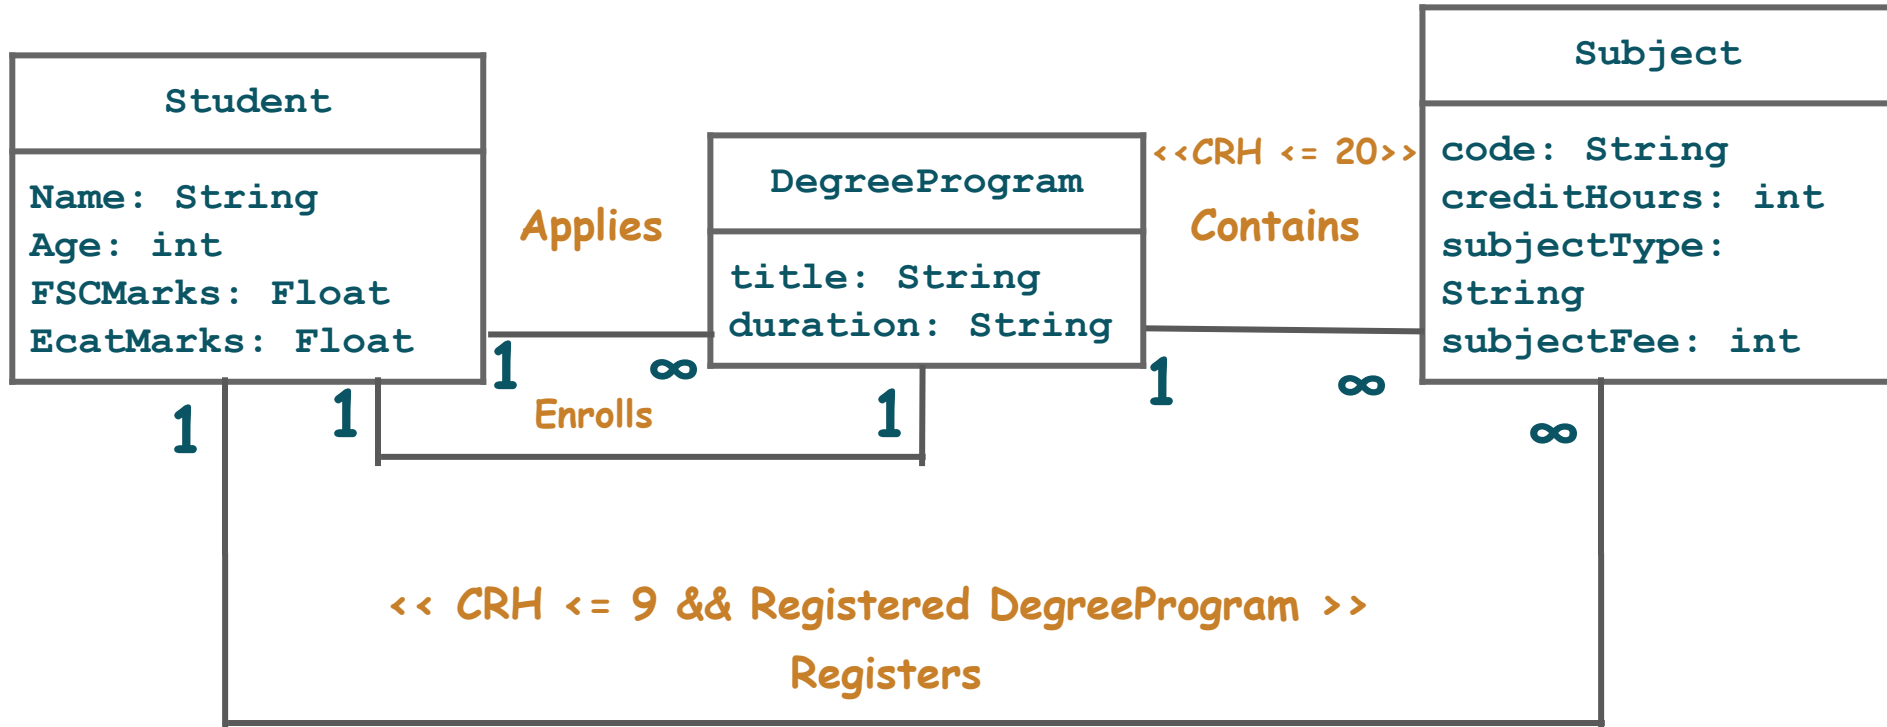 Student
Name: String
Age: int
FSCMarks: Float
EcatMarks: Float
Applies
1
∞
Enrolls
1
1
DegreeProgram
title: String
duration: String
<<CRH <= 20>>
Contains
1
∞
Subject
code: String
creditHours: int
subjectType:
String
subjectFee: int
1
∞
<< CRH <= 9 && Registered DegreeProgram >>
Registers